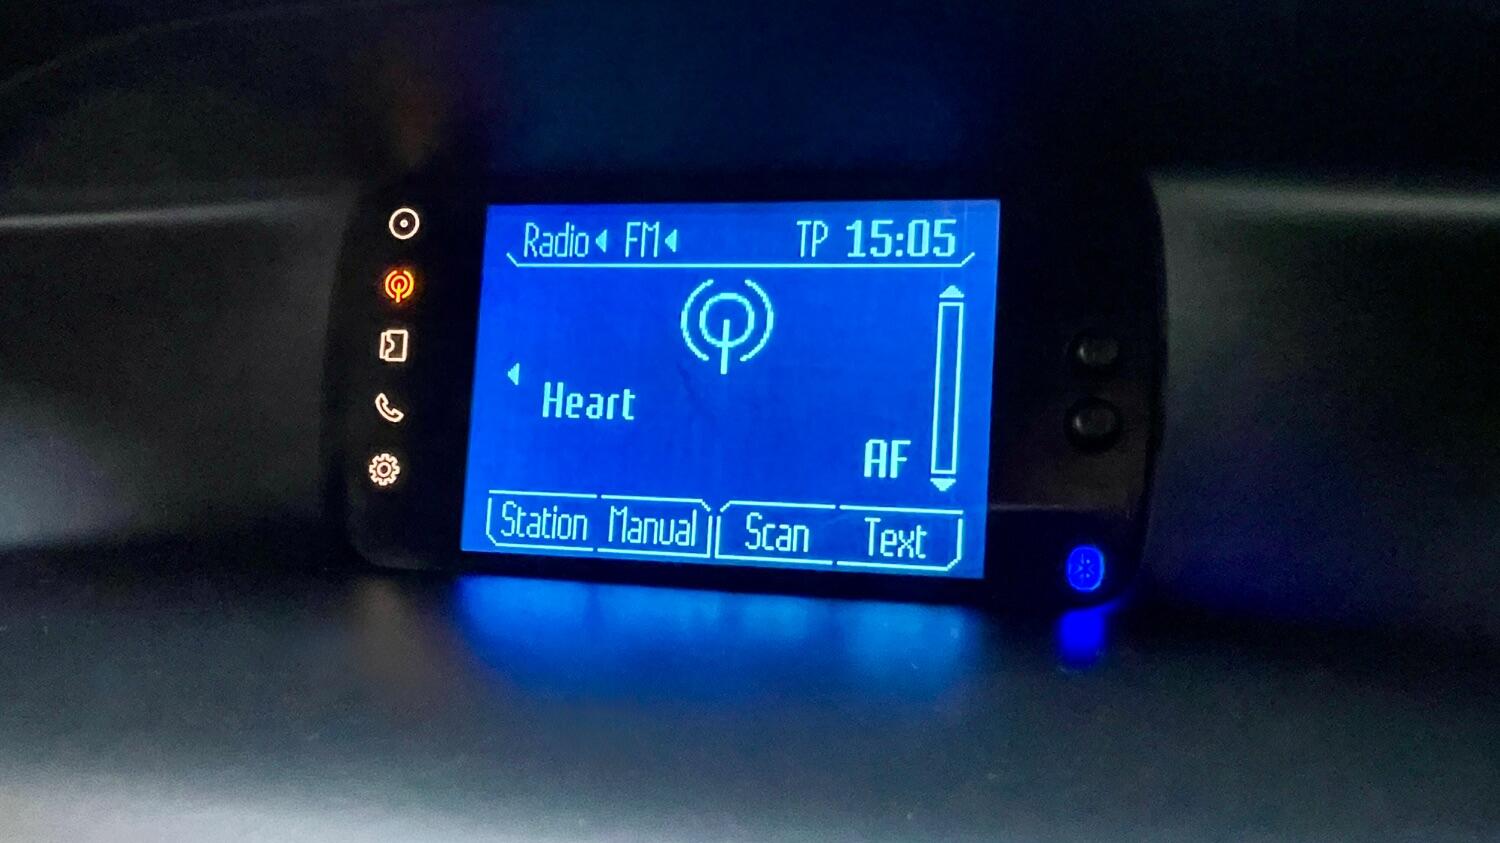 Radio FM TP 15:05
Heart
AF
Station Manual Scan Text